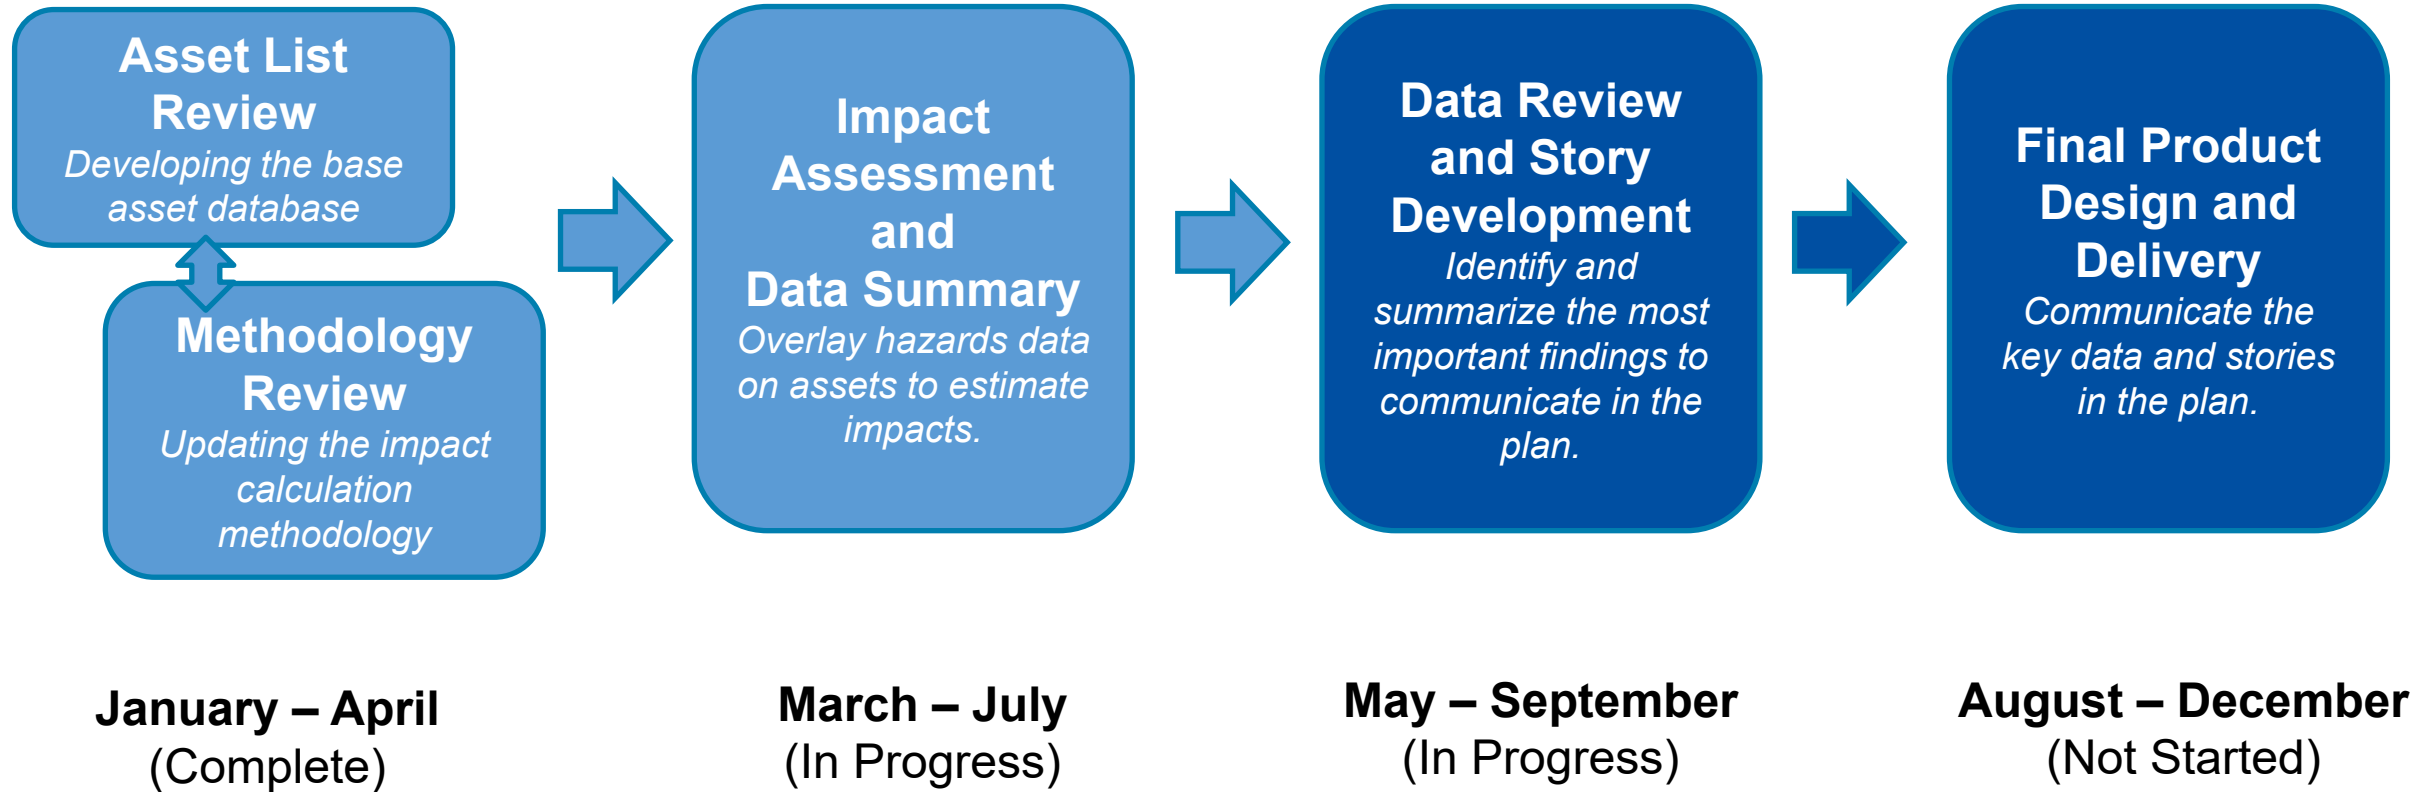 Asset List
Review
Developing the base
asset database
Methodology
Review
Updating the impact
calculation
methodology
January – April
(Complete)
Impact
Assessment
and
Data Summary
Overlay hazards data
on assets to estimate
impacts.
March – July
(In Progress)
Data Review
and Story
Development
Identify and
summarize the most
important findings to
communicate in the
plan.
May – September
(In Progress)
Final Product
Design and
Delivery
Communicate the
key data and stories
in the plan.
August – December
(Not Started)